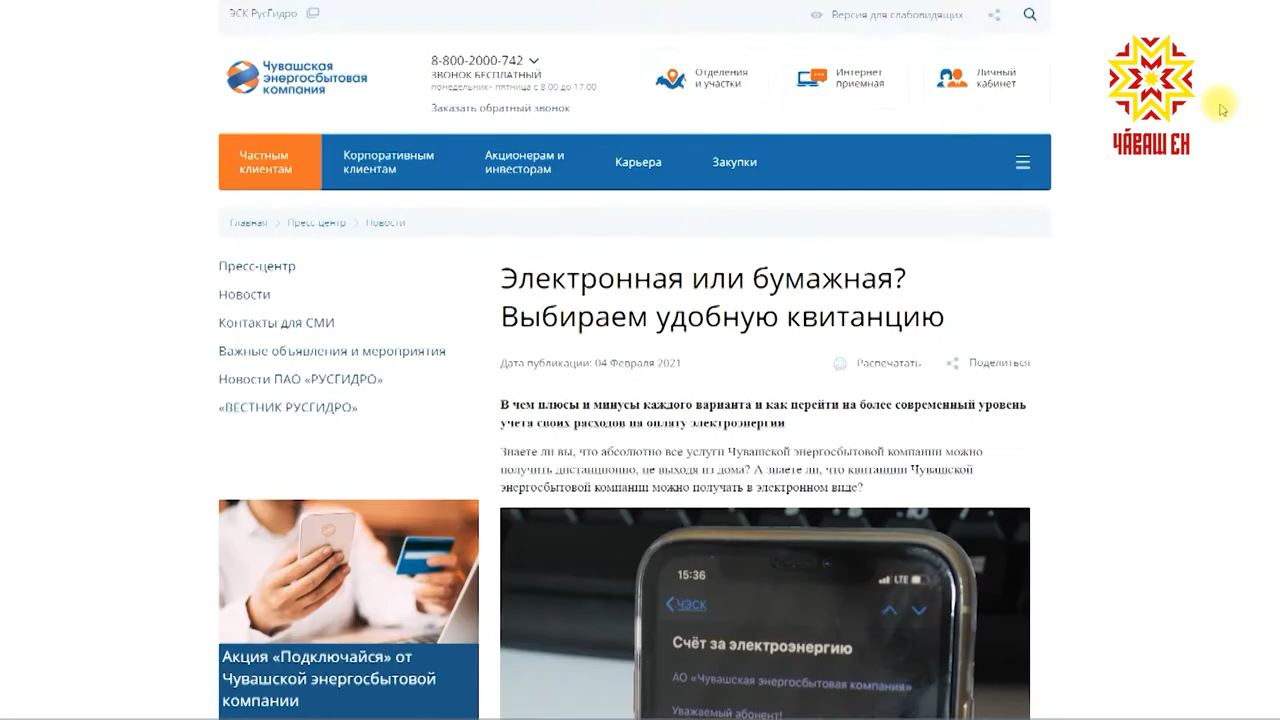 ЭСК РусГидро
Версия для слабовидящих
Чувашская
энергосбытовая
компания
8-800-2000-742
ЗВОНОК БЕСПЛАТНЫЙ
понедельник- пятница с 8.00 до 17.00
Заказать обратный звонок
Отделения
и участки
Интернет
приемная
Личный
кабинет
ЧӐВАШ ЕН
Частным
клиентам
Корпоративным
клиентам
Акционерам и
инвесторам
Карьера
Закупки
Главная > Пресс-центр > Новости
Пресс-центр
Новости
Контакты для СМИ
Важные объявления и мероприятия
Новости ПАО «РУСГИДРО»
«ВЕСТНИК РУСГИДРО»
Электронная или бумажная?
Выбираем удобную квитанцию
Дата публикации: 04 Февраля 2021
Распечатать
Поделиться
В чем плюсы и минусы каждого варианта и как перейти на более современный уровень
учета своих расходов на оплату электроэнергии
Знаете ли вы, что абсолютно все услуги Чувашской энергосбытовой компании можно
получить дистанционно, не выходя из дома? А знаете ли, что квитанции Чувашской
энергосбытовой компании можно получать в электронном виде?
15:36
LTE
ЧЭСК
Счёт за электроэнергию
АО «Чувашская энергосбытовая компания»
Уважаемый абонент!
Акция «Подключайся» от
Чувашской энергосбытовой
компании